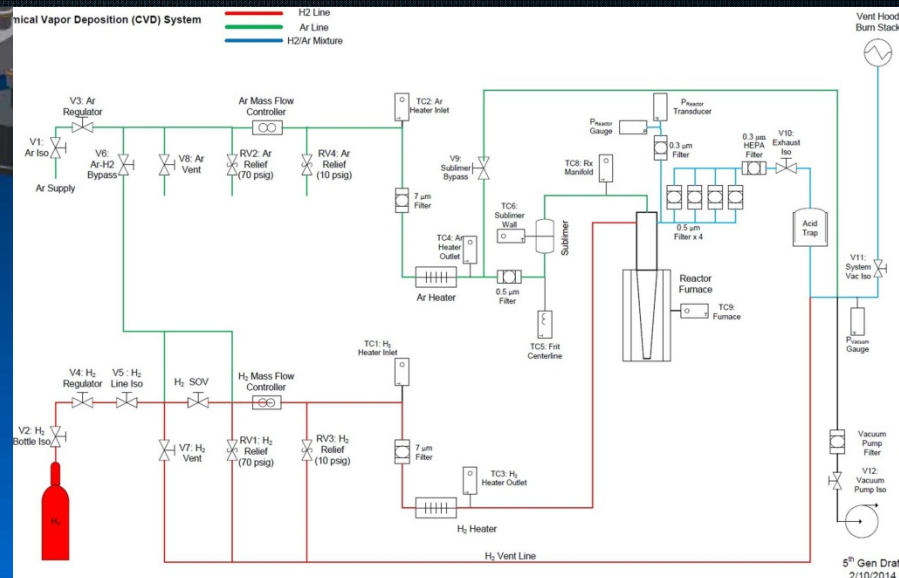 mical Vapor Deposition (CVD) System
H2 Line
Ar Line
H2/Ar Mixture
Vent Hood
Burn Stack
V3: Ar
Regulator
V1:
Ar Iso
Ar Supply
V6:
Ar-H2
Bypass
V8: Ar
Vent
RV2: Ar
Relief
(70 psig)
Ar Mass Flow
Controller
RV4: Ar
Relief
(10 psig)
TC2: Ar
Heater Inlet
7 µm
Filter
TC4: Ar
Heater
Outlet
Ar Heater
V9:
Sublimer
Bypass
0.5 µm
Filter
TC6:
Sublimer
Wall
Sublimer
TC5: Frit
Centerline
TC8: Rx
Manifold
P Reactor
Transducer
P Reactor
Gauge
0.3 µm
Filter
0.5 µm
Filter x 4
0.3 µm
HEPA
Filter
V10:
Exhaust
Iso
Acid
Trap
V11:
System
Vac Iso
P Vacuum
Gauge
Reactor
Furnace
TC9:
Furnace
Vacuum
Pump
Filter
V12:
Vacuum
Pump Iso
V4: H₂
Regulator
V5 : H₂
Line Iso
H₂ SOV
H₂ Mass Flow
Controller
TC1: H₂
Heater Inlet
V2: H₂
Bottle Iso
H₂
V7: H₂
Vent
RV1: H₂
Relief
(70 psig)
RV3: H₂
Relief
(10 psig)
7 µm
Filter
TC3: H₂
Heater Outlet
H₂ Heater
H₂ Vent Line
5th Gen Draf
2/10/2014